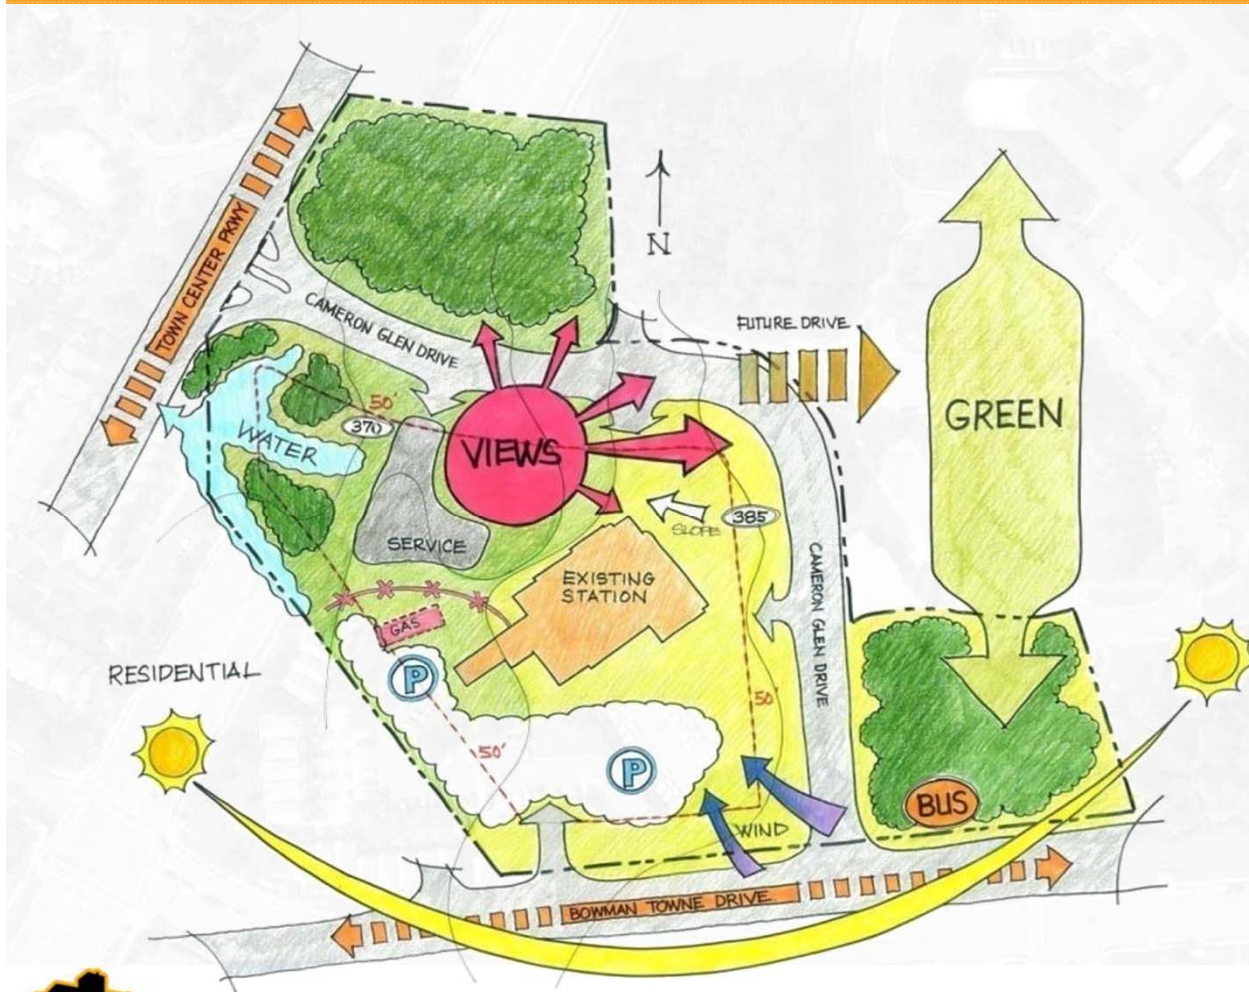 TOWN CENTER PKWY
N
CAMERON GLEN DRIVE
FUTURE DRIVE
50'
370
WATER
VIEWS
GREEN
SLOPE
385
SERVICE
EXISTING
STATION
CAMERON GLEN DRIVE
GAS
RESIDENTIAL
P
50
50'
P
BUS
WIND
BOWMAN TOWNE DRIVE